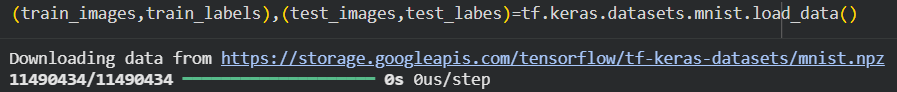 (train_images,train_labels),(test_images,test_labes)=tf.keras.datasets.mnist.load_data()
Downloading data from https://storage.googleapis.com/tensorflow/tf-keras-datasets/mnist.npz
11490434/11490434 ━━━━━━━━━━━━━━━━━━━━ 0s 0us/step